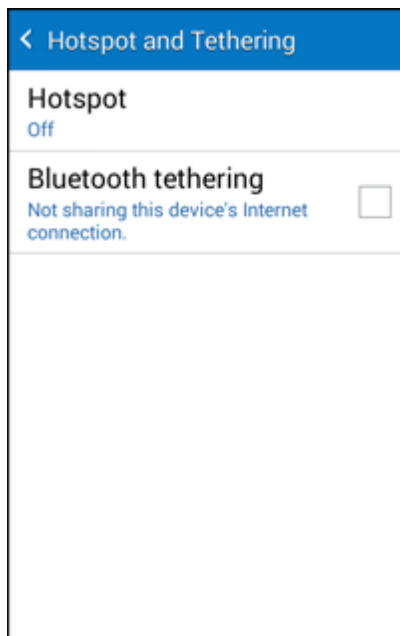 Hotspot and Tethering
Hotspot
Off
Bluetooth tethering
Not sharing this device's Internet
connection.